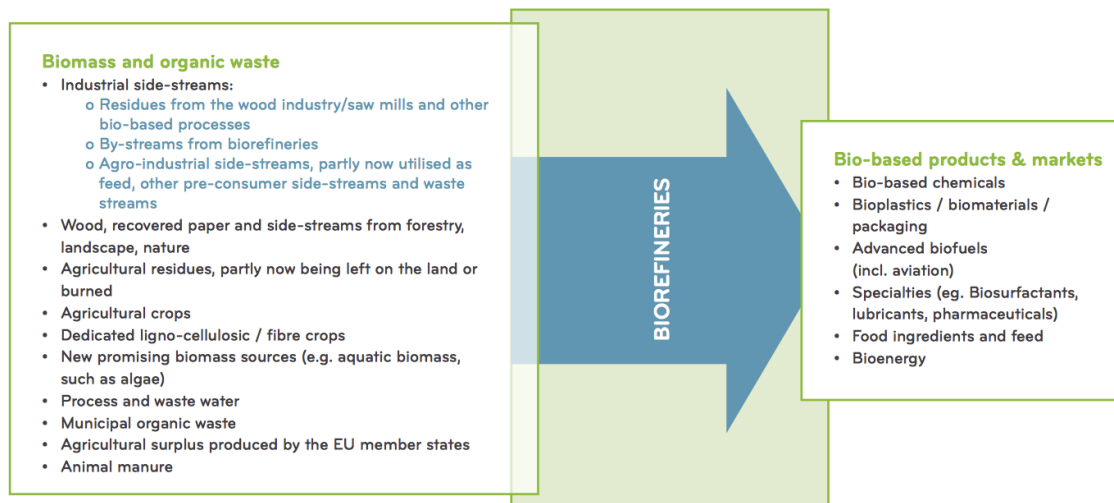 Biomass and organic waste
• Industrial side-streams:
o Residues from the wood industry/saw mills and other
bio-based processes
o By-streams from biorefineries
o Agro-industrial side-streams, partly now utilised as
feed, other pre-consumer side-streams and waste
streams
• Wood, recovered paper and side-streams from forestry,
landscape, nature
• Agricultural residues, partly now being left on the land or
burned
• Agricultural crops
• Dedicated ligno-cellulosic / fibre crops
• New promising biomass sources (e.g. aquatic biomass,
such as algae)
• Process and waste water
• Municipal organic waste
• Agricultural surplus produced by the EU member states
• Animal manure
BIOREFINERIES
Bio-based products & markets
• Bio-based chemicals
• Bioplastics / biomaterials /
packaging
• Advanced biofuels
(incl. aviation)
• Specialties (eg. Biosurfactants,
lubricants, pharmaceuticals)
• Food ingredients and feed
• Bioenergy